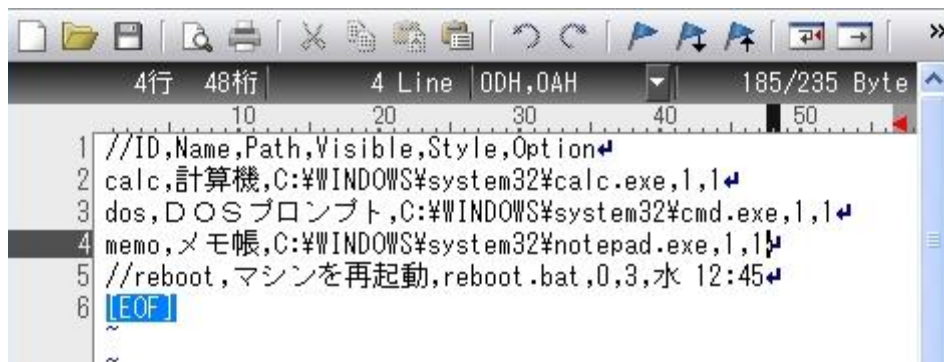 4行 48桁 4 Line 0DH,0AH 185/235 Byte
10 20 30 40 50
1 //ID,Name,Path,Visible,Style,Option
2 calc,計算機,C:¥WINDOWS¥system32¥calc.exe,1,1
3 dos,DOSプロンプト,C:¥WINDOWS¥system32¥cmd.exe,1,1
4 memo,メモ帳,C:¥WINDOWS¥system32¥notepad.exe,1,1
5 //reboot,マシンを再起動,reboot.bat,0,3,水 12:45
6 [EOF]
~
~